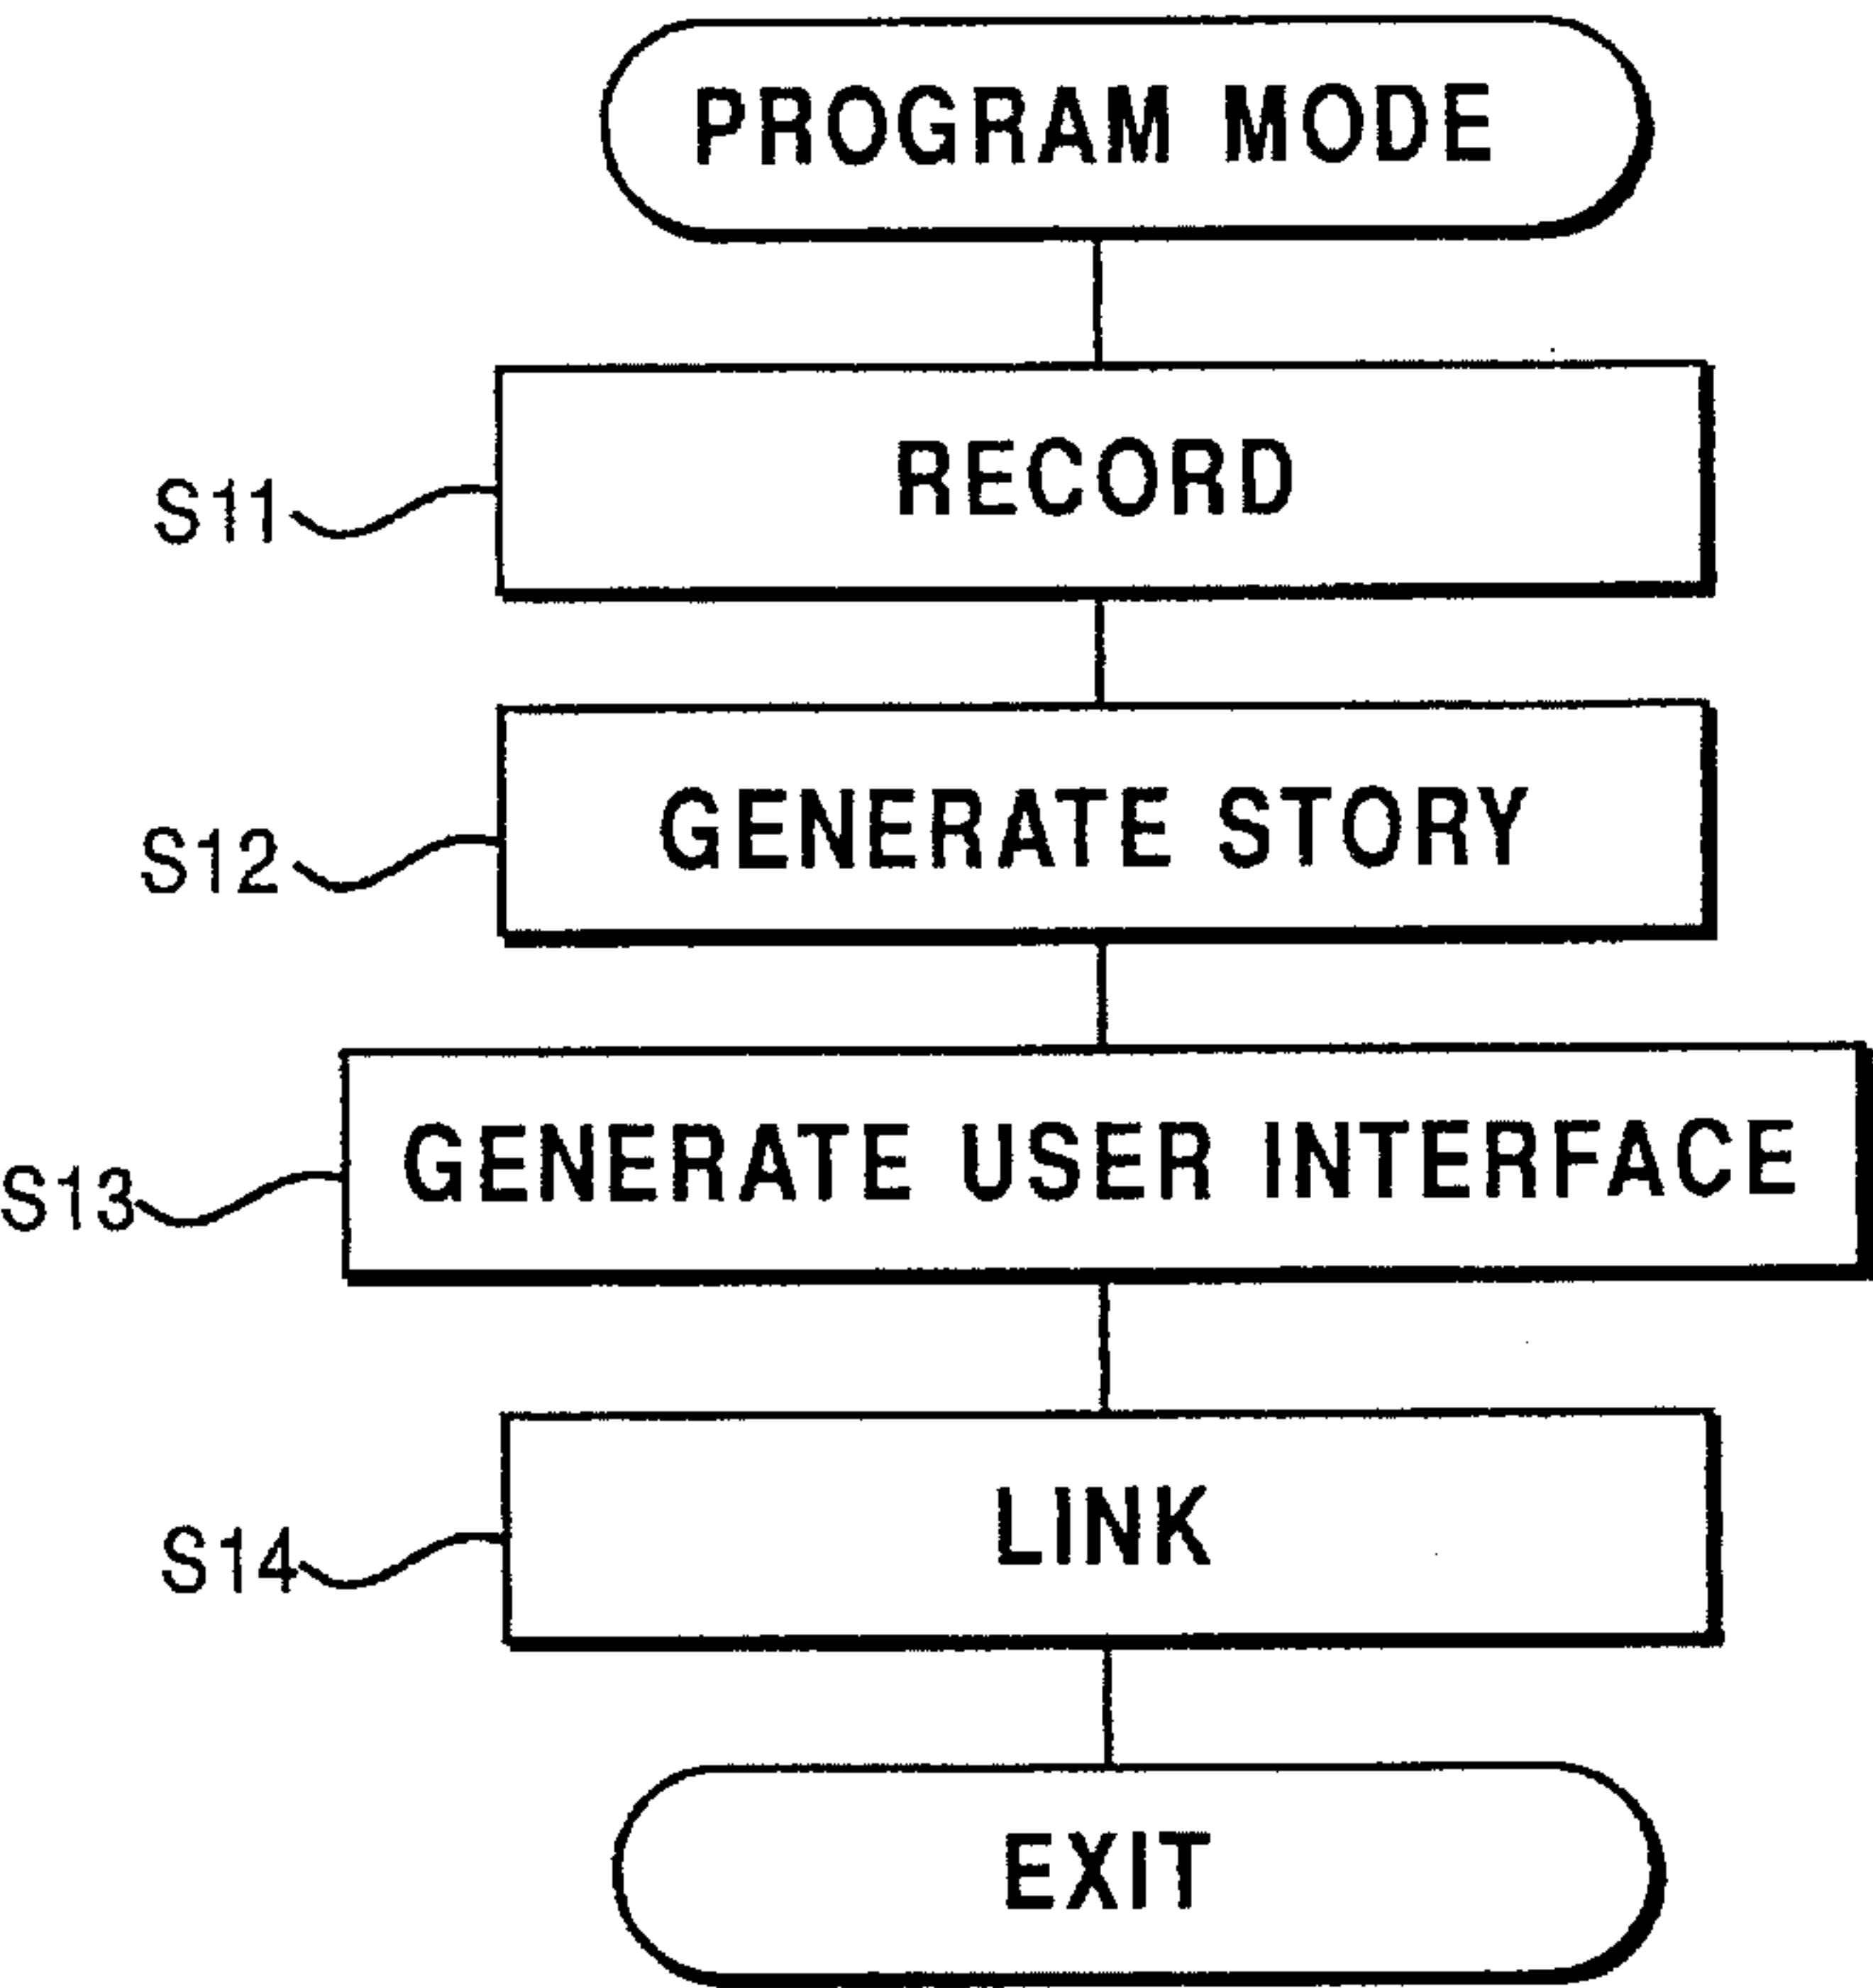 PROGRAM MODE
RECORD
S11
GENERATE STORY
S12
GENERATE USER INTERFACE
S13
LINK
S14
EXIT